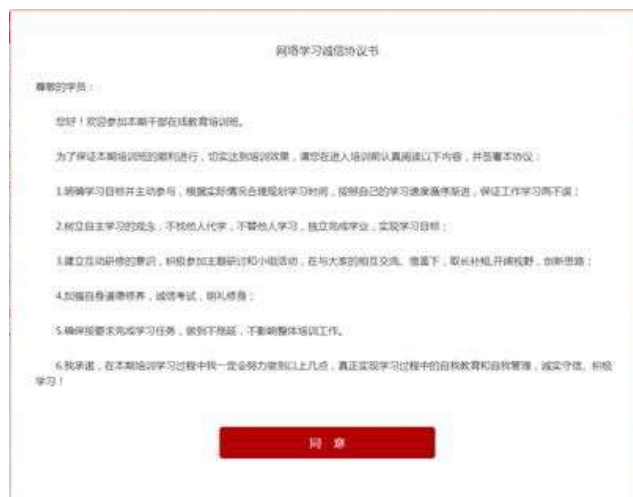 网络学习诚信协议书
尊敬的学员：
您好！欢迎参加本期干部在线教育培训班。
为了保证本期培训班的顺利进行，切实达到培训效果，请您在进入培训前认真阅读以下内容，并签署本协议：
1.明确学习目标并主动参与，根据实际情况合理规划学习时间，按照自己的学习速度循序渐进，保证工作学习两不误；
2.树立自主学习的观念，不找他人代学，不替他人学习，独立完成学业，实现学习目标；
3.建立互动研修的意识，积极参加主题研讨和小组活动，在与大家的相互交流、借鉴下，取长补短,开阔视野，创新思路；
4.加强自身道德修养，诚信考试，明礼修身；
5.确保按要求完成学习任务，做到不拖延，不影响整体培训工作。
6.我承诺，在本期培训学习过程中我一定会努力做到以上几点，真正实现学习过程中的自我教育和自我管理，诚实守信、积极
学习！
同 意